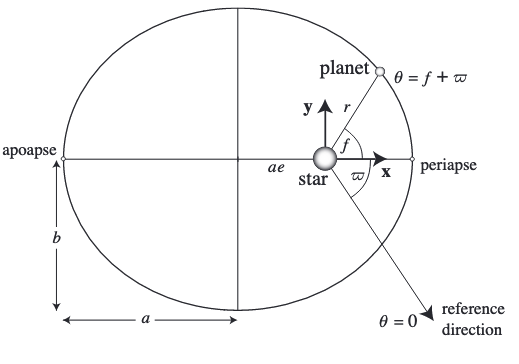 planet
θ = f + ϖ
y
r
f
apoapse
ae
star
ϖ
x
periapse
b
a
θ = 0
reference
direction